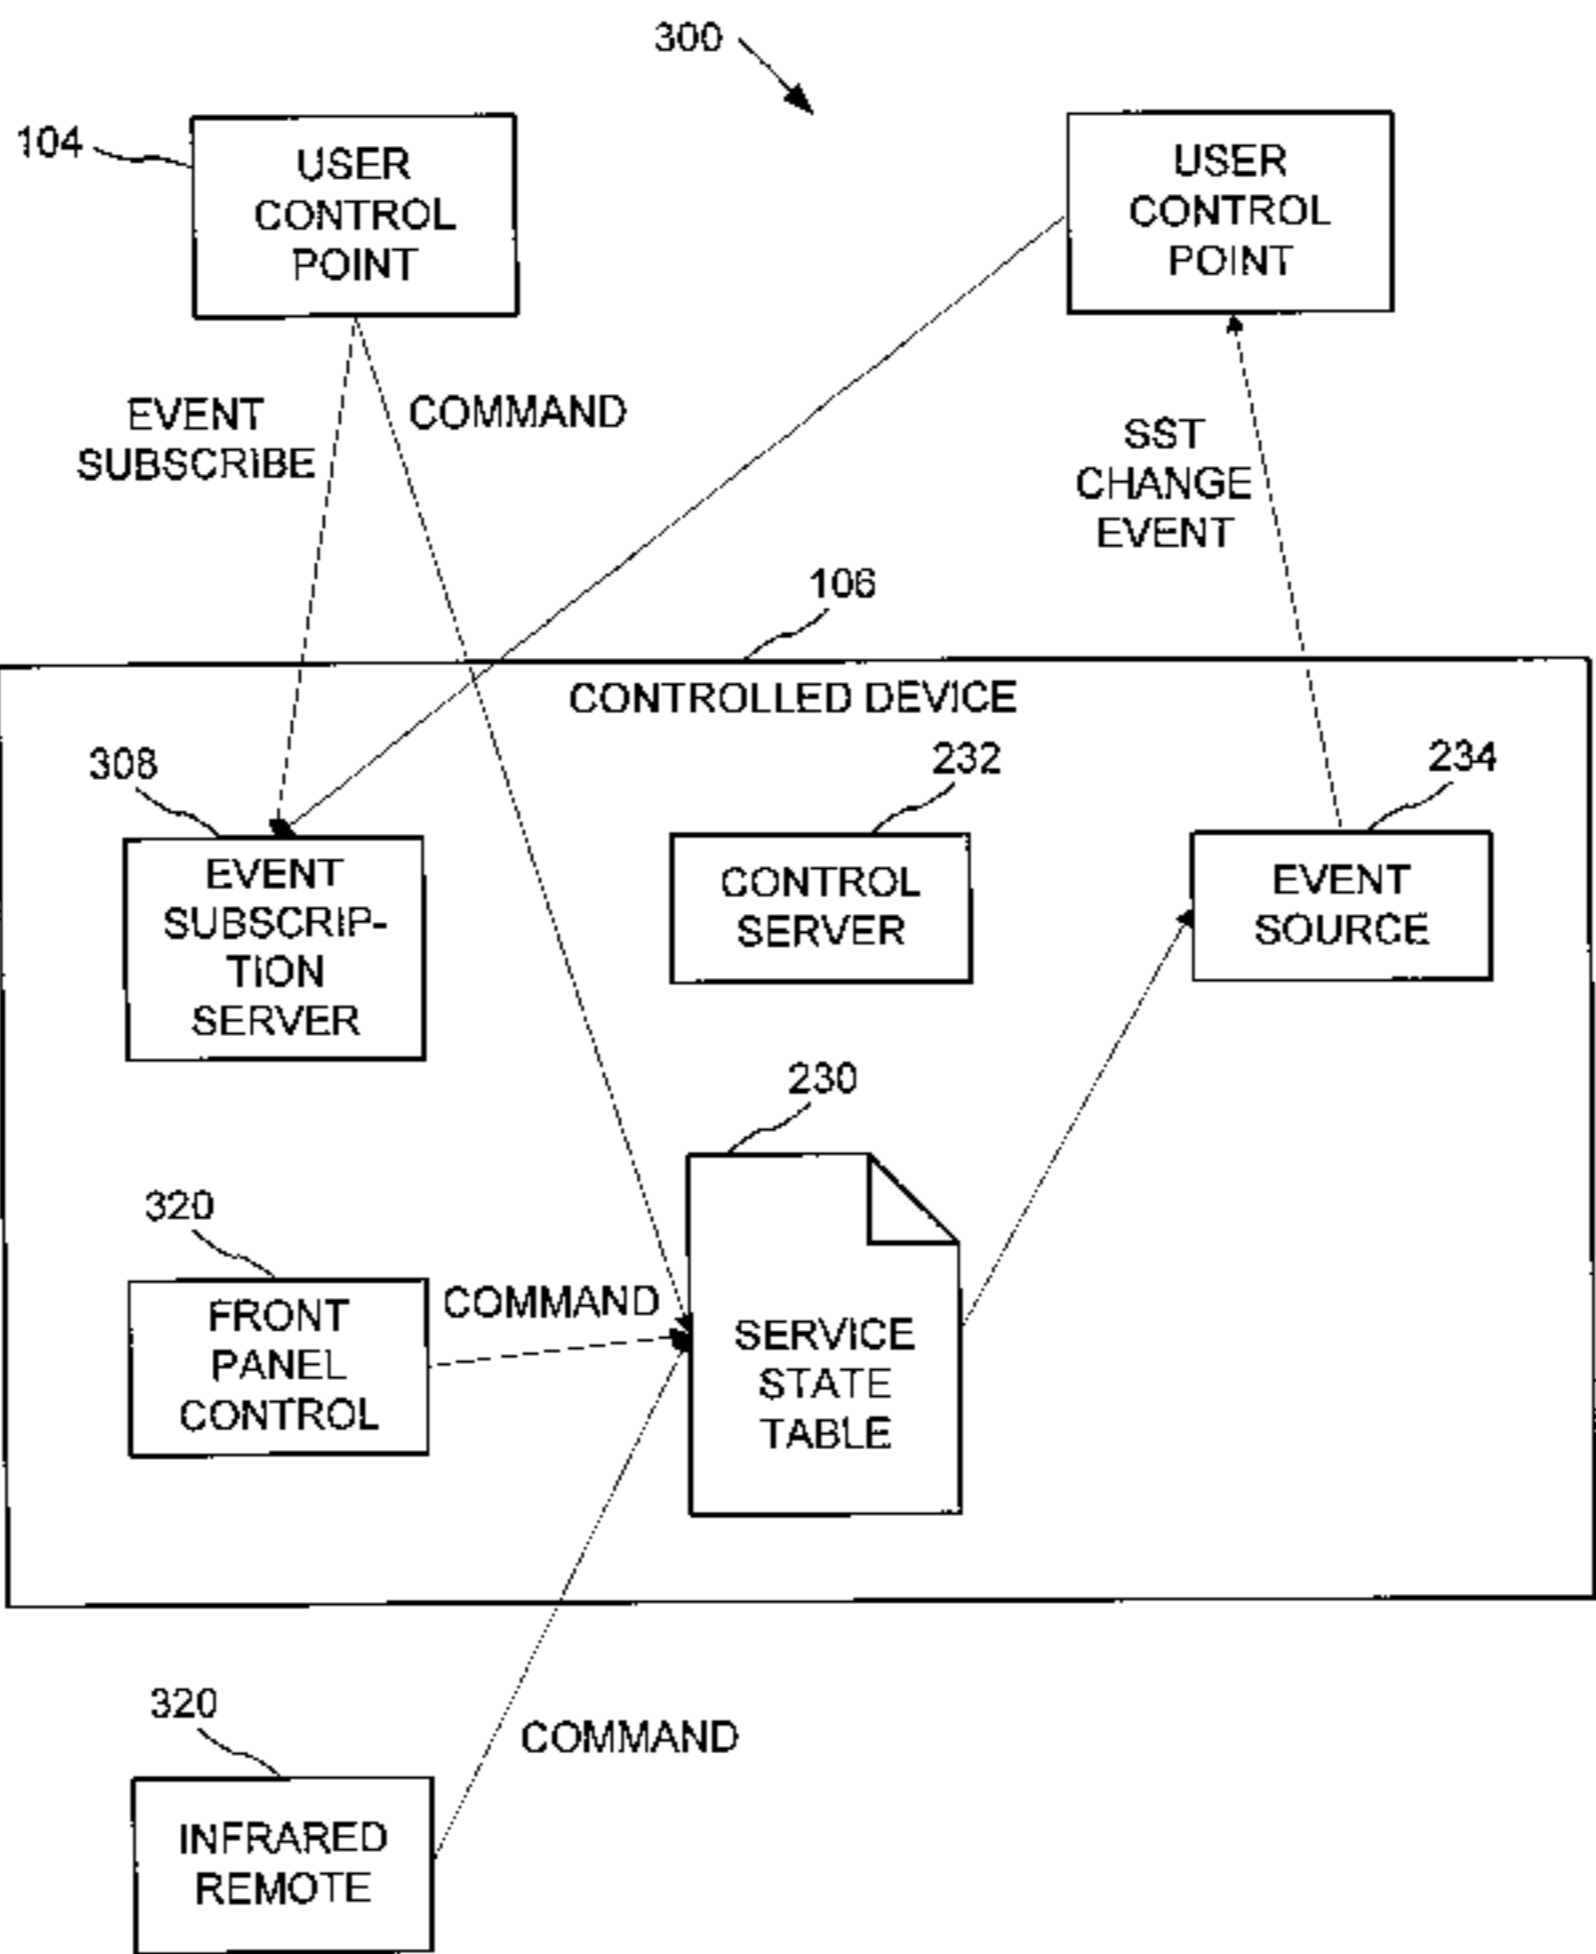 300
104
USER
CONTROL
POINT
USER
CONTROL
POINT
EVENT
SUBSCRIBE
COMMAND
SST
CHANGE
EVENT
106
CONTROLLED DEVICE
308
232
234
EVENT
SUBSCRIP-
TION
SERVER
CONTROL
SERVER
EVENT
SOURCE
230
320
FRONT
PANEL
CONTROL
COMMAND
SERVICE
STATE
TABLE
320
COMMAND
INFRARED
REMOTE